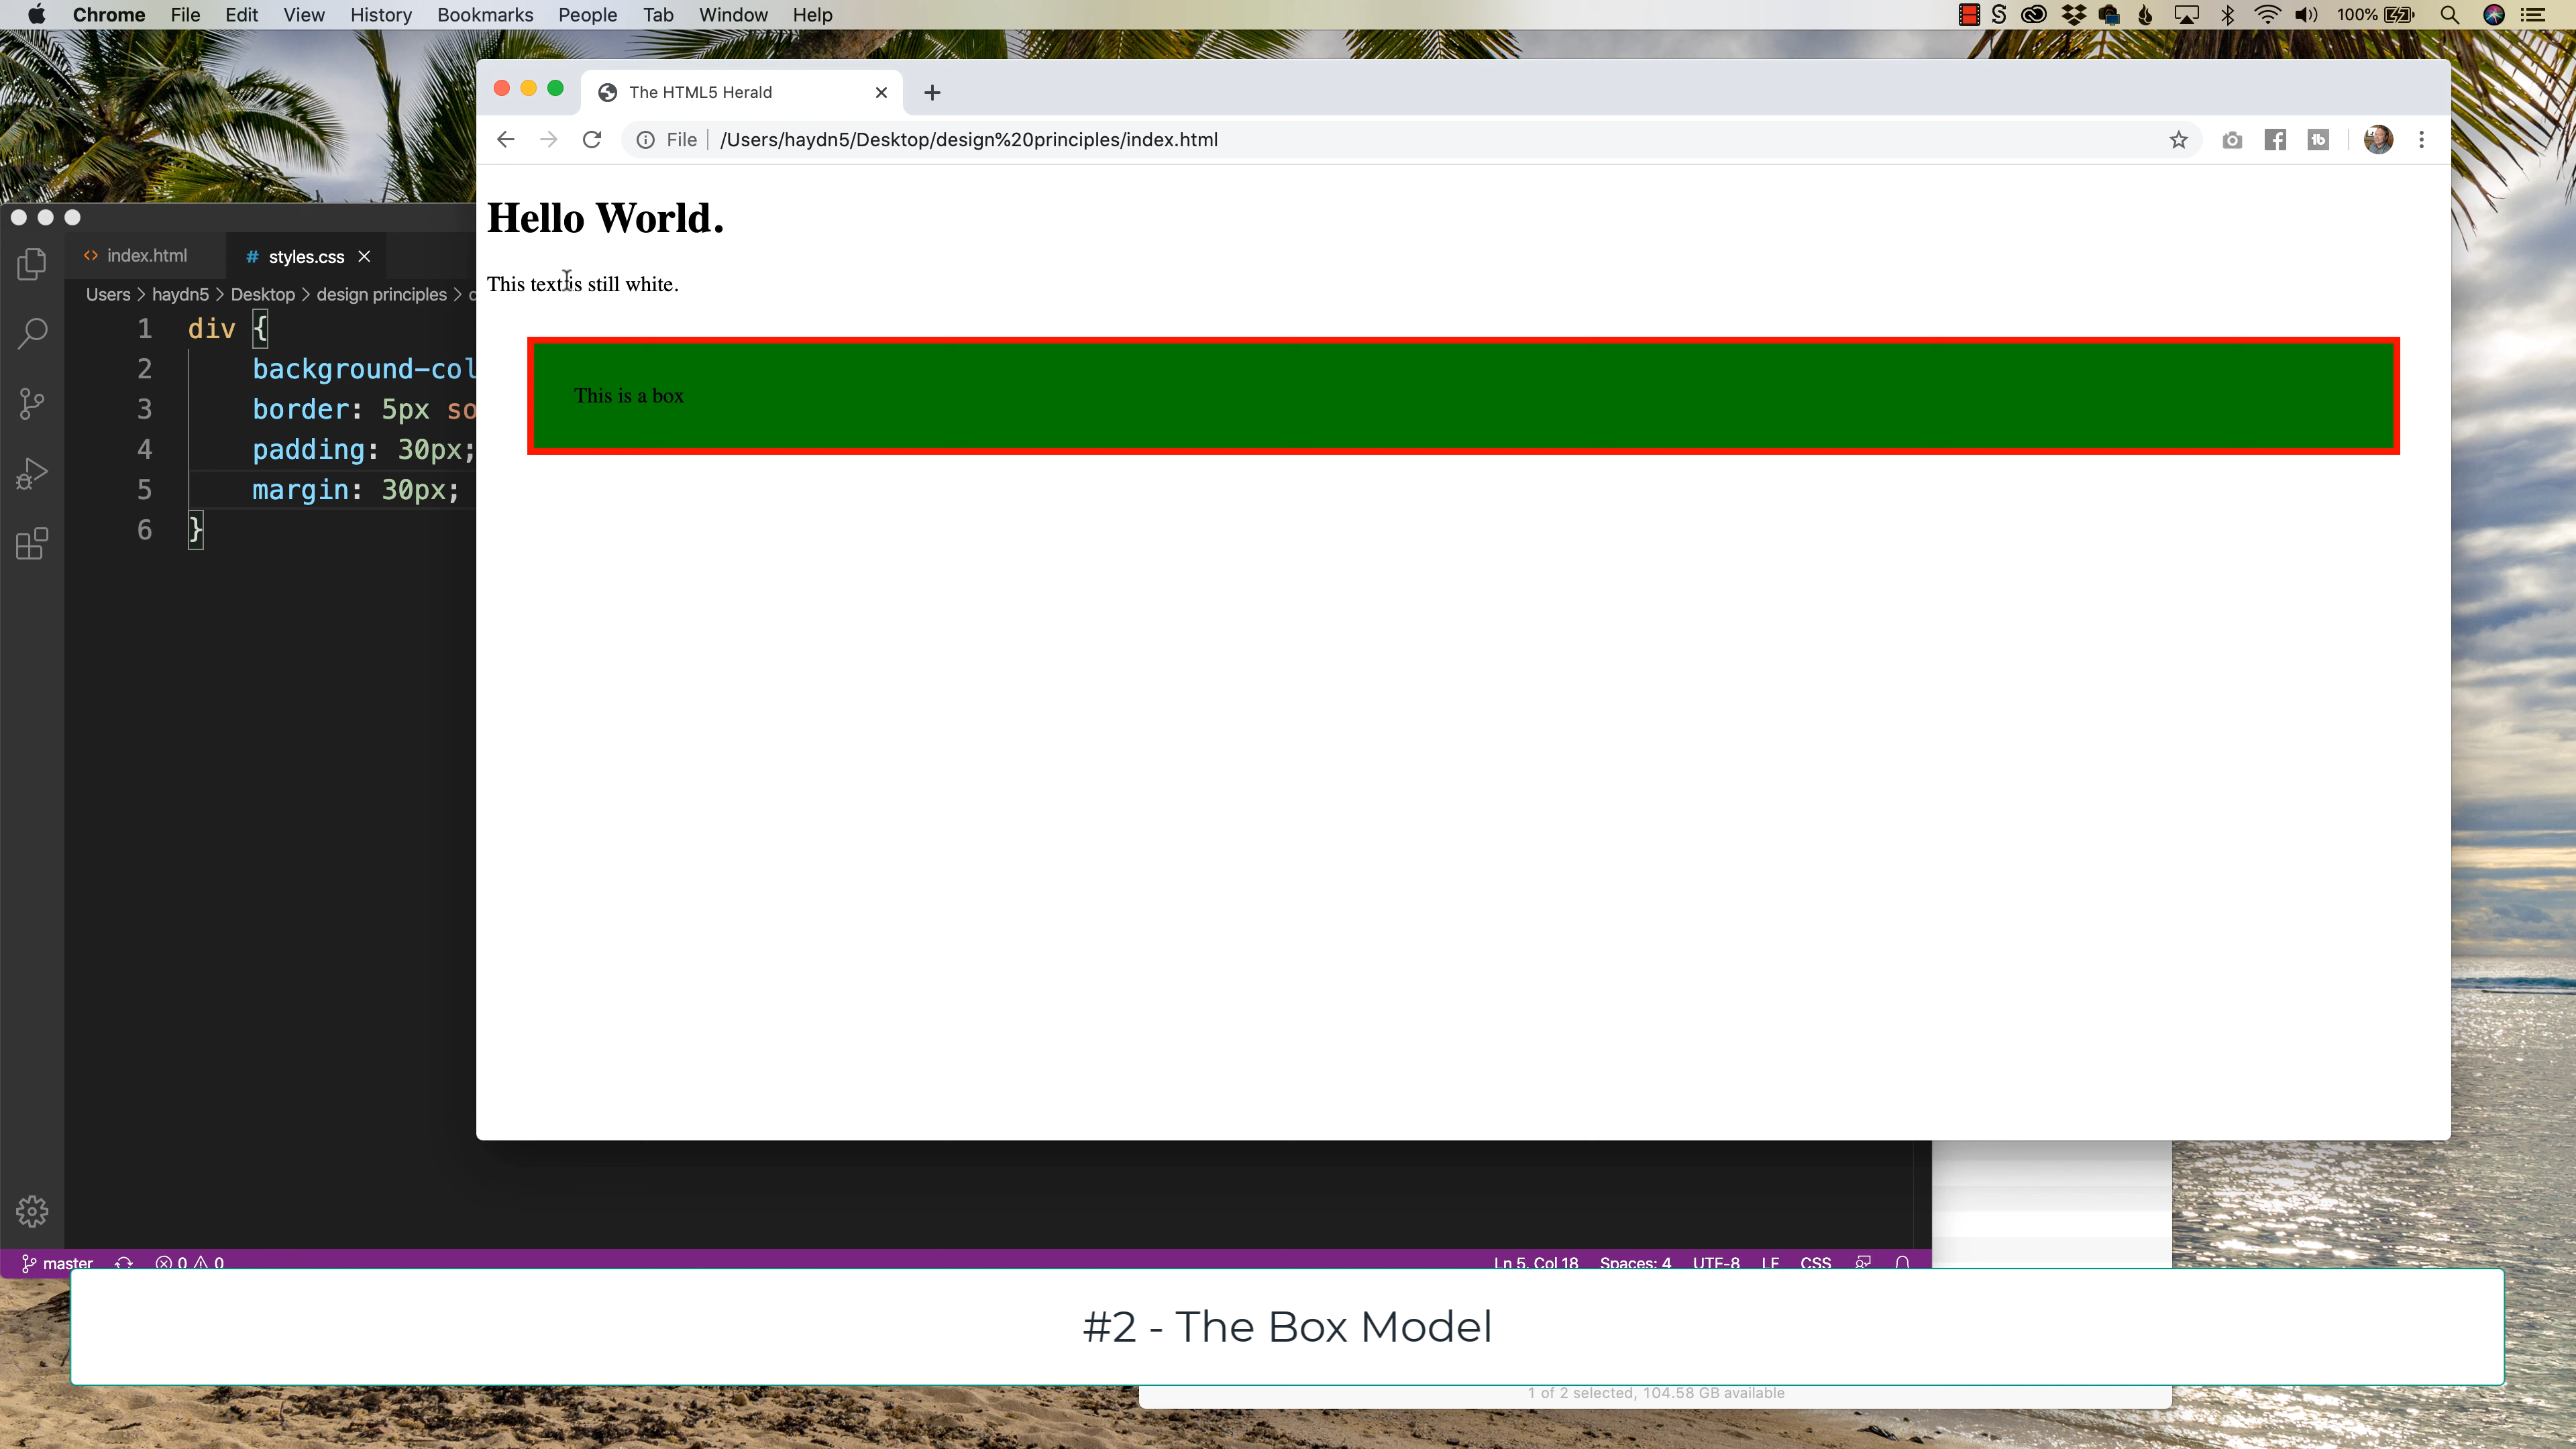 Chrome File Edit View History Bookmarks People Tab Window Help
100%
The HTML5 Herald
File /Users/haydn5/Desktop/design%20principles/index.html
Hello World.
This text is still white.
This is a box
index.html
styles.css
Users > haydn5 > Desktop > design principles >
1 div {
2 background-col
3 border: 5px so
4 padding: 30px;
5 margin: 30px;
6 }
master 0 0
Ln 5, Col 18 Spaces: 4 UTF-8 LF CSS
#2 - The Box Model
1 of 2 selected, 104.58 GB available